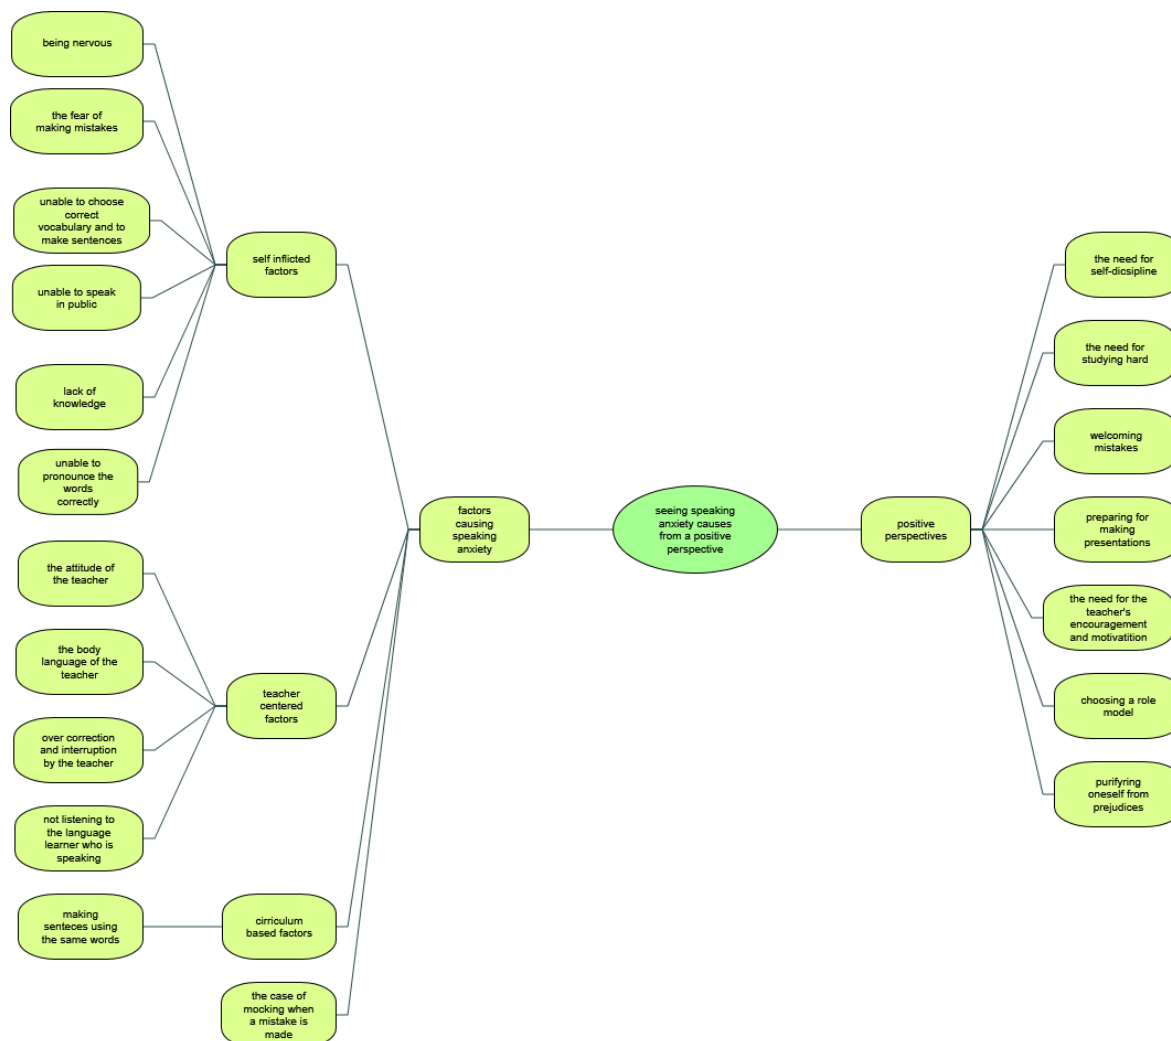 being nervous
the fear of
making mistakes
unable to choose
correct
vocabulary and to
make sentences
unable to speak
in public
lack of
knowledge
unable to
pronounce the
words
correctly
self inflicted
factors
the attitude of
the teacher
the body
language of the
teacher
over correction
and interruption
by the teacher
not listening to
the language
learner who is
speaking
teacher
centered
factors
making
senteces using
the same words
cirriculum
based factors
the case of
mocking when
a mistake is
made
factors
causing
speaking
anxiety
seeing speaking
anxiety causes
from a positive
perspective
positive
perspectives
the need for
self-dicsipline
the need for
studying hard
welcoming
mistakes
preparing for
making
presentations
the need for the
teacher's
encouragement
and motivatition
choosing a role
model
purifyring
oneself from
prejudices